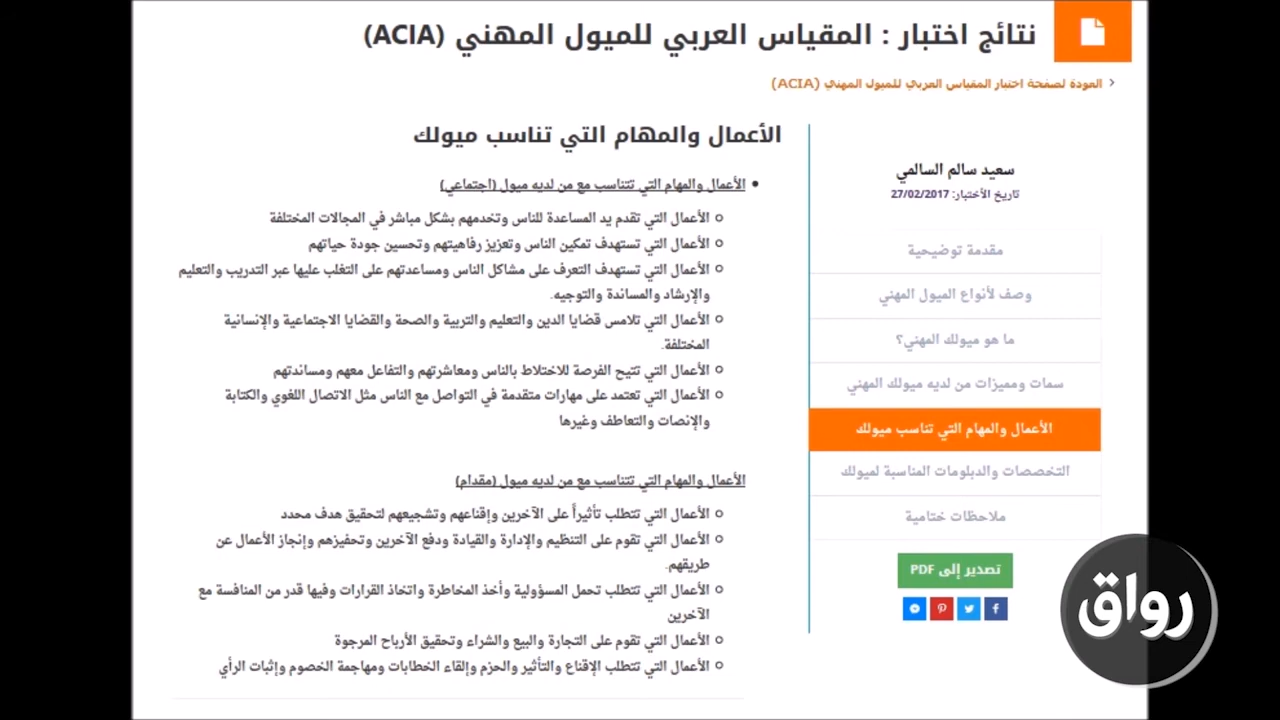 نتائج اختبار : المقياس العربي للميول المهني (ACIA)
العودة لصفحة اختبار المقياس العربي للميول المهني (ACIA)
سعيد سالم السالمي
تاريخ الأختبار: 27/02/2017
مقدمة توضيحية
وصف لأنواع الميول المهني
ما هو ميولك المهني؟
سمات ومميزات من لديه ميولك المهني
الأعمال والمهام التي تناسب ميولك
التخصصات والدبلومات المناسبة لميولك
ملاحظات ختامية
تصدير إلى PDF
الأعمال والمهام التي تناسب ميولك
الأعمال والمهام التي تتناسب مع من لديه ميول (اجتماعي)
الأعمال التي تقدم يد المساعدة للناس وتخدمهم بشكل مباشر في المجالات المختلفة
الأعمال التي تستهدف تمكين الناس وتعزيز رفاهيتهم وتحسين جودة حياتهم
الأعمال التي تستهدف التعرف على مشاكل الناس ومساعدتهم على التغلب عليها عبر التدريب والتعليم
والإرشاد والمساندة والتوجيه.
الأعمال التي تلامس قضايا الدين والتعليم والتربية والصحة والقضايا الاجتماعية والإنسانية
المختلفة.
الأعمال التي تتيح الفرصة للاختلاط بالناس ومعاشرتهم والتفاعل معهم ومساندتهم
الأعمال التي تعتمد على مهارات متقدمة في التواصل مع الناس مثل الاتصال اللغوي والكتابة
والإنصات والتعاطف وغيرها
الأعمال والمهام التي تتناسب مع من لديه ميول (مقدام)
الأعمال التي تتطلب تأثيراً على الآخرين وإقناعهم وتشجيعهم لتحقيق هدف محدد
الأعمال التي تقوم على التنظيم والإدارة والقيادة ودفع الآخرين وتحفيزهم وإنجاز الأعمال عن
طريقهم.
الأعمال التي تتطلب تحمل المسؤولية وأخذ المخاطرة واتخاذ القرارات وفيها قدر من المنافسة مع
الآخرين
الأعمال التي تقوم على التجارة والبيع والشراء وتحقيق الأرباح المرجوة
الأعمال التي تتطلب الإقناع والتأثير والحزم وإلقاء الخطابات ومهاجمة الخصوم وإثبات الرأي
رواق